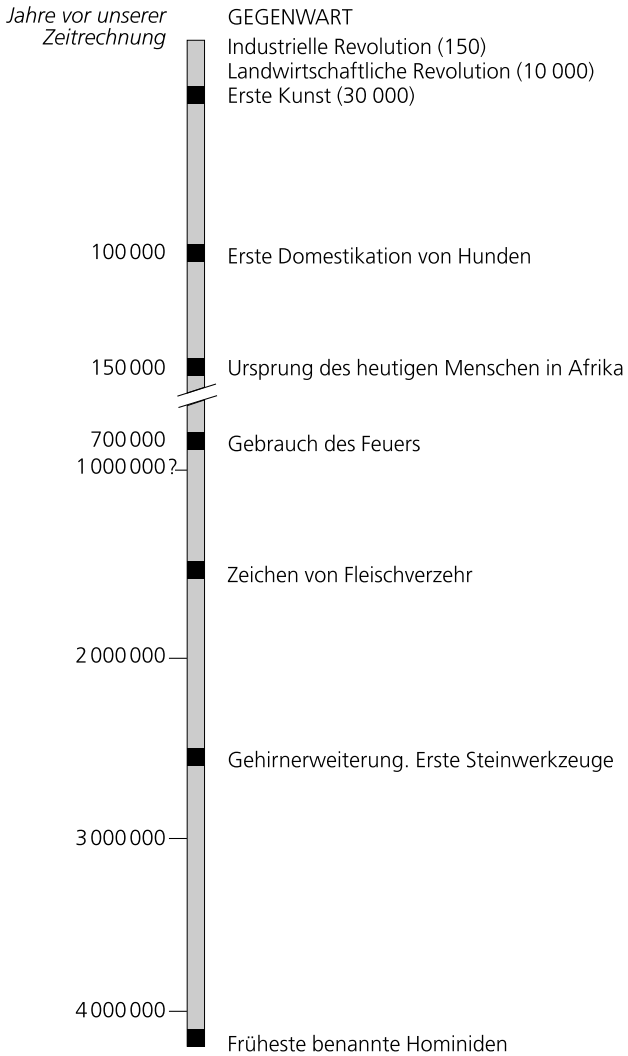 Jahre vor unserer
Zeitrechnung
GEGENWART
Industrielle Revolution (150)
Landwirtschaftliche Revolution (10 000)
Erste Kunst (30 000)
100 000 Erste Domestikation von Hunden
150 000 Ursprung des heutigen Menschen in Afrika
700 000 Gebrauch des Feuers
1 000 000?
Zeichen von Fleischverzehr
2 000 000
Gehirnerweiterung. Erste Steinwerkzeuge
3 000 000
4 000 000
Früheste benannte Hominiden